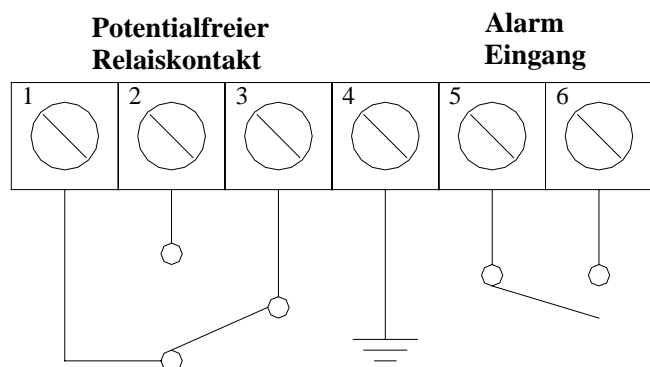 Potentialfreier
Relaiskontakt
Alarm
Eingang
1 2 3 4 5 6